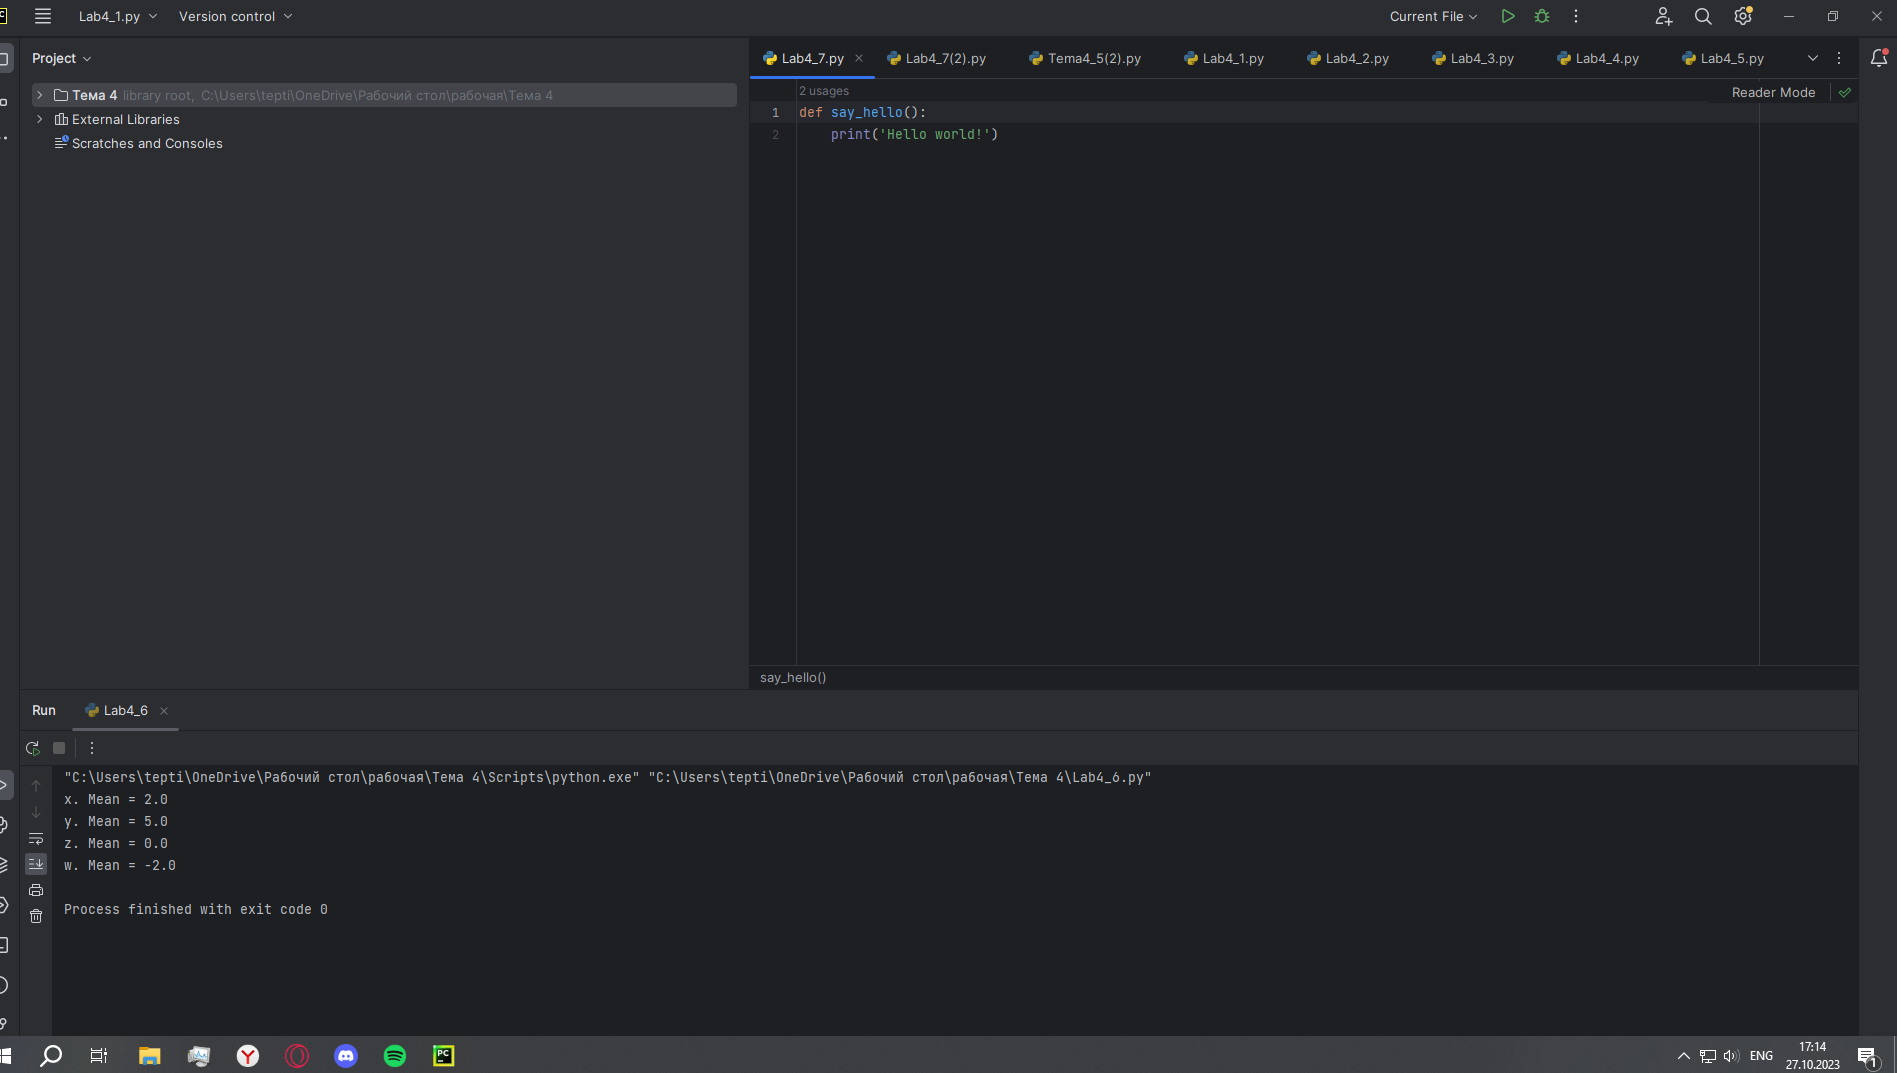 Lab4_1.py Version control Current File
Project
Lab4_7.py Lab4_7(2).py Tema4_5(2).py Lab4_1.py Lab4_2.py Lab4_3.py Lab4_4.py Lab4_5.py
Тема 4 library root, C:\Users\tepti\OneDrive\Рабочий стол\рабочая\Тема 4
External Libraries
Scratches and Consoles
2 usages
Reader Mode
1 def say_hello():
2 print('Hello world!')
say_hello()
Run Lab4_6
"C:\Users\tepti\OneDrive\Рабочий стол\рабочая\Тема 4\Scripts\python.exe" "C:\Users\tepti\OneDrive\Рабочий стол\рабочая\Тема 4\Lab4_6.py"
x. Mean = 2.0
y. Mean = 5.0
z. Mean = 0.0
w. Mean = -2.0
Process finished with exit code 0
PC
ENG
17:14
27.10.2023
1